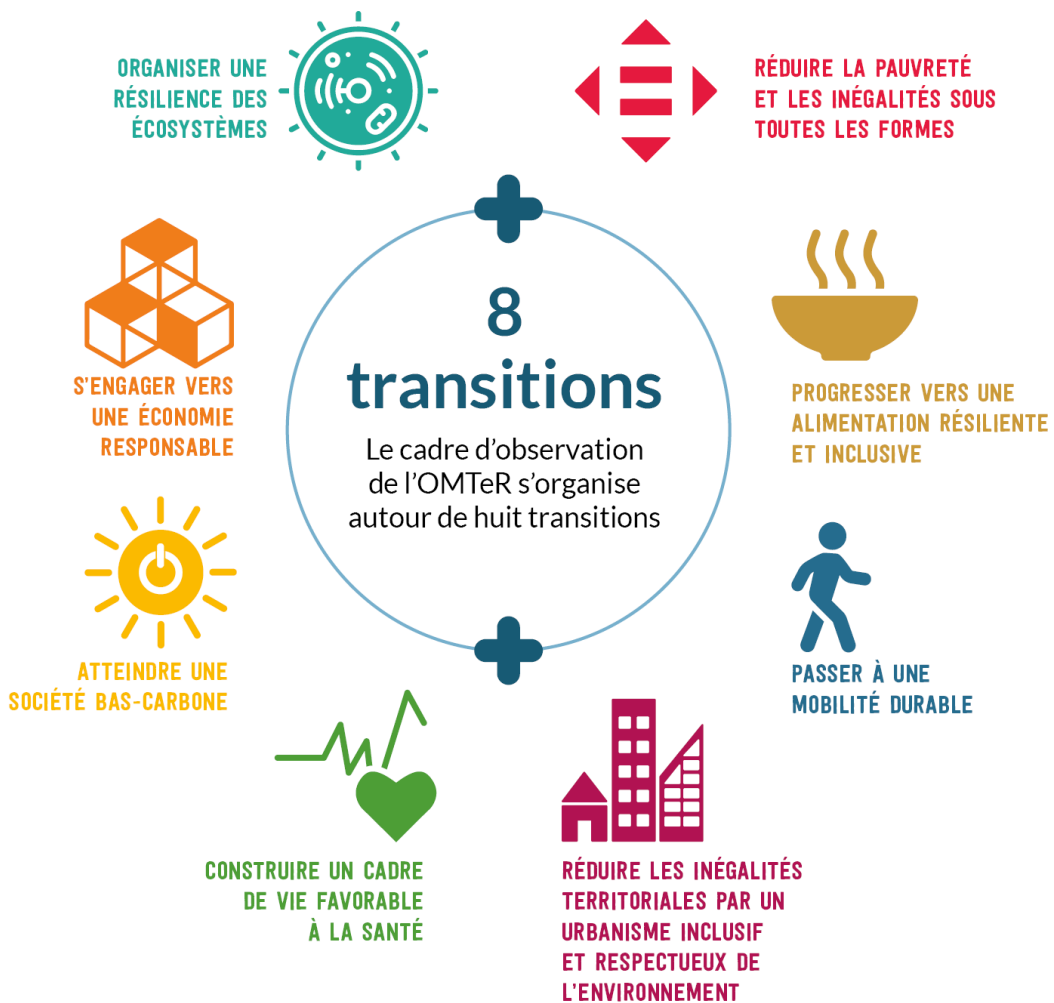 ORGANISER UNE
RÉSILIENCE DES
ÉCOSYSTÈMES
RÉDUIRE LA PAUVRETÉ
ET LES INÉGALITÉS SOUS
TOUTES LES FORMES
8
transitions
Le cadre d'observation
de l'OMTeR s'organise
autour de huit transitions
S'ENGAGER VERS
UNE ÉCONOMIE
RESPONSABLE
PROGRESSER VERS UNE
ALIMENTATION RÉSILIENTE
ET INCLUSIVE
ATTEINDRE UNE
SOCIÉTÉ BAS-CARBONE
PASSER À UNE
MOBILITÉ DURABLE
CONSTRUIRE UN CADRE
DE VIE FAVORABLE
À LA SANTÉ
RÉDUIRE LES INÉGALITÉS
TERRITORIALES PAR UN
URBANISME INCLUSIF
ET RESPECTUEUX DE
L'ENVIRONNEMENT